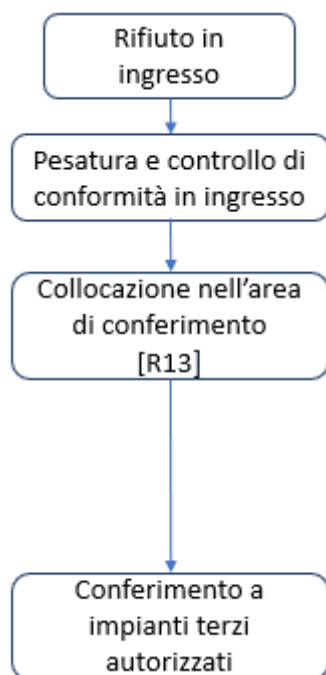 Rifiuto in
ingresso
Pesatura e controllo di
conformità in ingresso
Collocazione nell'area
di conferimento
[R13]
Conferimento a
impianti terzi
autorizzati